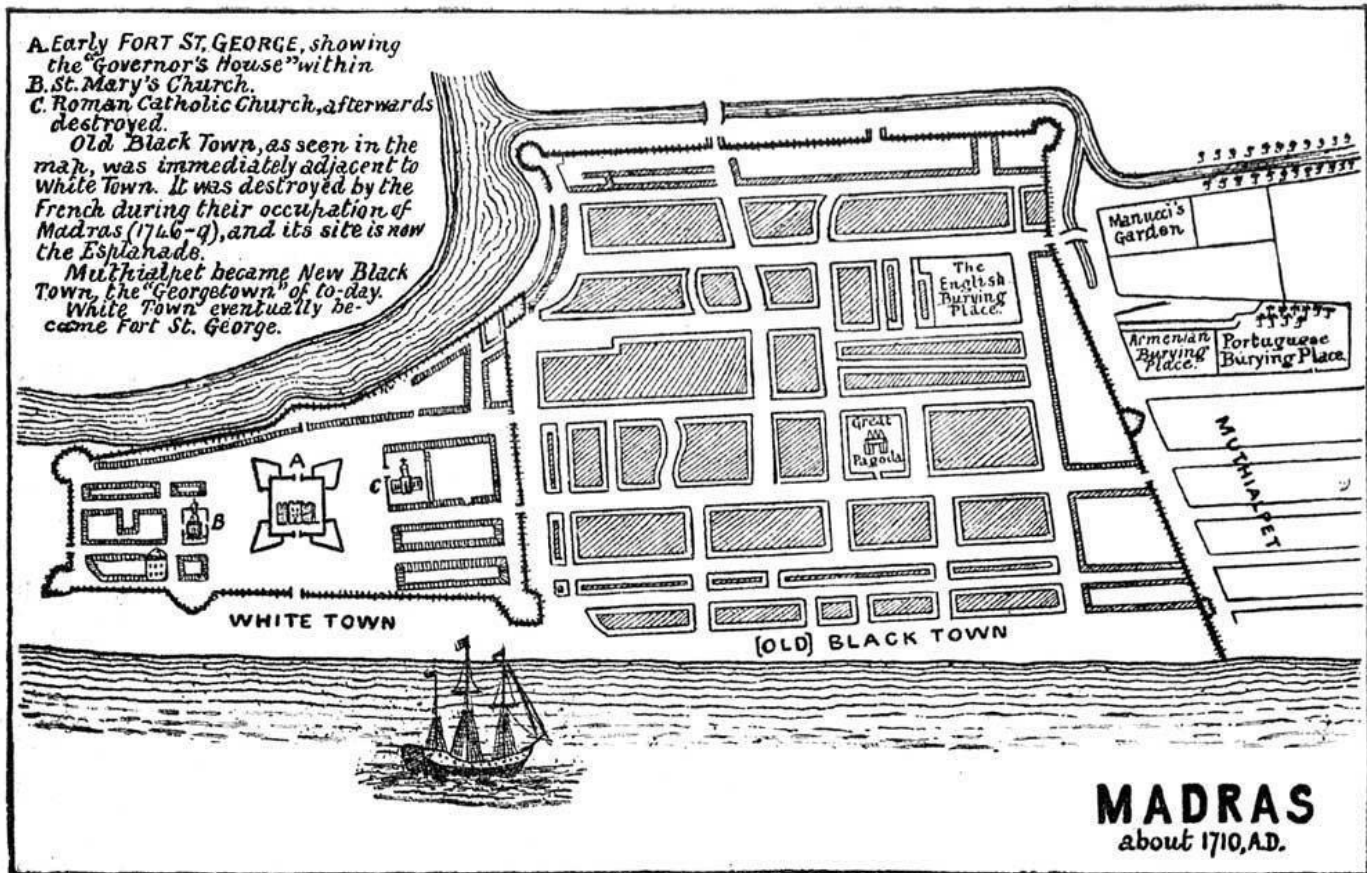 A. Early FORT ST. GEORGE, showing
the "Governor's House" within
B. St. Mary's Church.
C. Roman Catholic Church, afterwards
destroyed.
Old Black Town, as seen in the
map, was immediately adjacent to
White Town. It was destroyed by the
French during their occupation of
Madras (1746-9), and its site is now
the Esplanade.
Muthialpet became New Black
Town, the "Georgetown" of to-day.
White Town eventually be-
came Fort St. George.
Manucci's
Garden
The
English
Burying
Place.
Armenian
Burying
Place.
Portuguese
Burying Place
Great
Pagoda
MUTHIALPET
A
B
C
WHITE TOWN
[OLD] BLACK TOWN
MADRAS
about 1710, A.D.